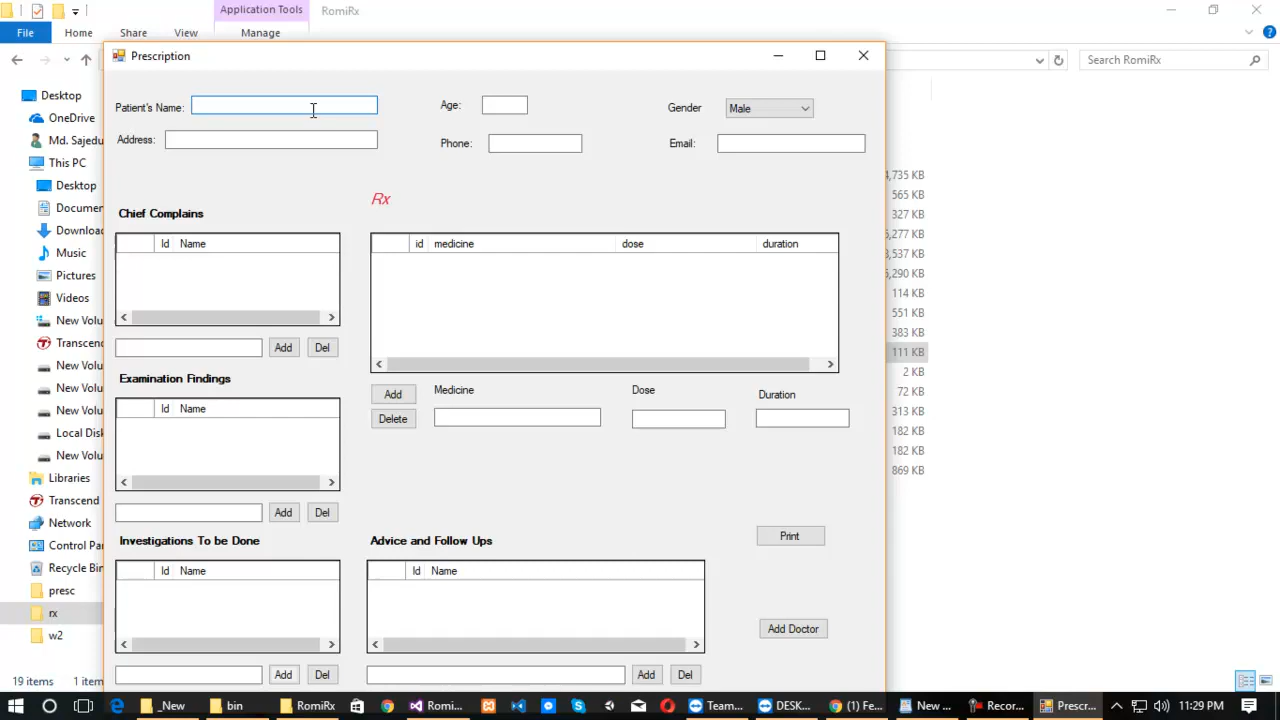 Application Tools RomiRx
File Home Share View Manage
Search RomiRx
Prescription
Patient's Name: Age: Gender Male
Address: Phone: Email:
Rx
Chief Complains
Id Name
id medicine dose duration
Add Del
Examination Findings
Id Name
Add Medicine Dose Duration
Delete
Add Del
Investigations To be Done
Advice and Follow Ups
Print
Id Name
Id Name
Add Doctor
Add Del
Add Del
Desktop
OneDrive
Md. Sajedu
This PC
Desktop
Documen
Downloa
Music
Pictures
Videos
New Volu
Transcend
New Volu
New Volu
New Volu
Local Disk
New Volu
Libraries
Transcend
Network
Control Pa
Recycle Bin
presc
rx
w2
,735 KB
565 KB
327 KB
,277 KB
,537 KB
,290 KB
114 KB
551 KB
383 KB
111 KB
2 KB
72 KB
313 KB
182 KB
182 KB
869 KB
19 items 1 item
_New bin RomiRx Romi... Team... DESK... (1) Fe... New ... Recor... Prescr... 11:29 PM